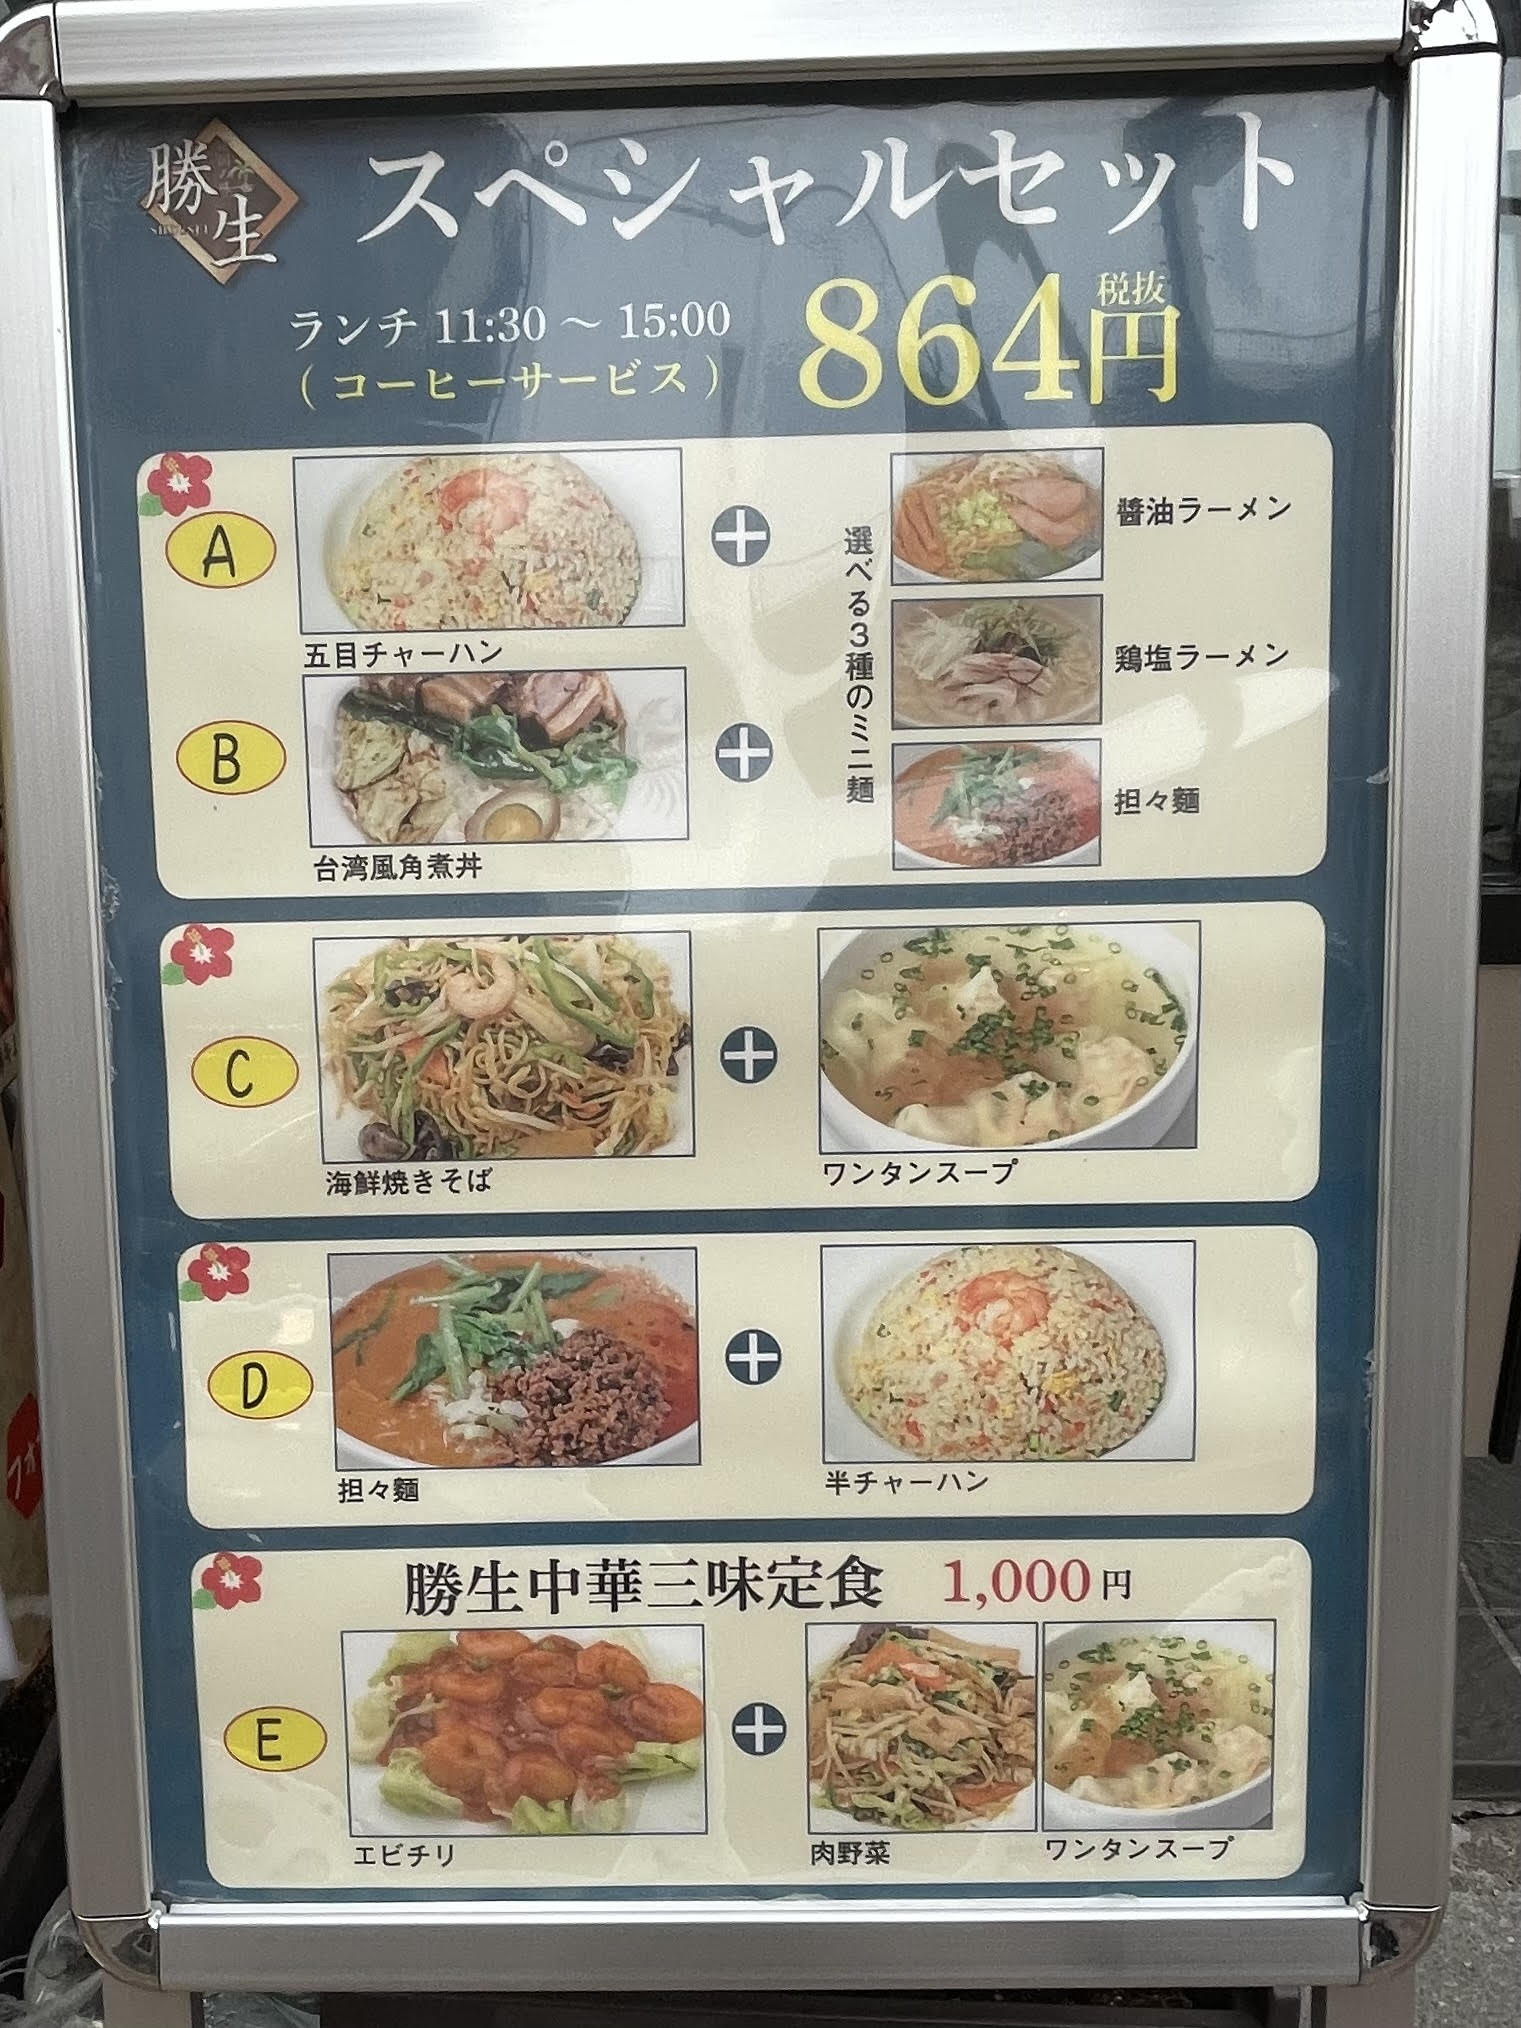 勝生
スペシャルセット
ランチ 11:30 ～ 15:00
( コーヒーサービス )
864円
税抜
A
五目チャーハン
B
台湾風角煮丼
選べる3種のミニ麺
醤油ラーメン
鶏塩ラーメン
担々麺
C
海鮮焼きそば
ワンタンスープ
D
担々麺
半チャーハン
勝生中華三味定食 1,000円
E
エビチリ
肉野菜
ワンタンスープ